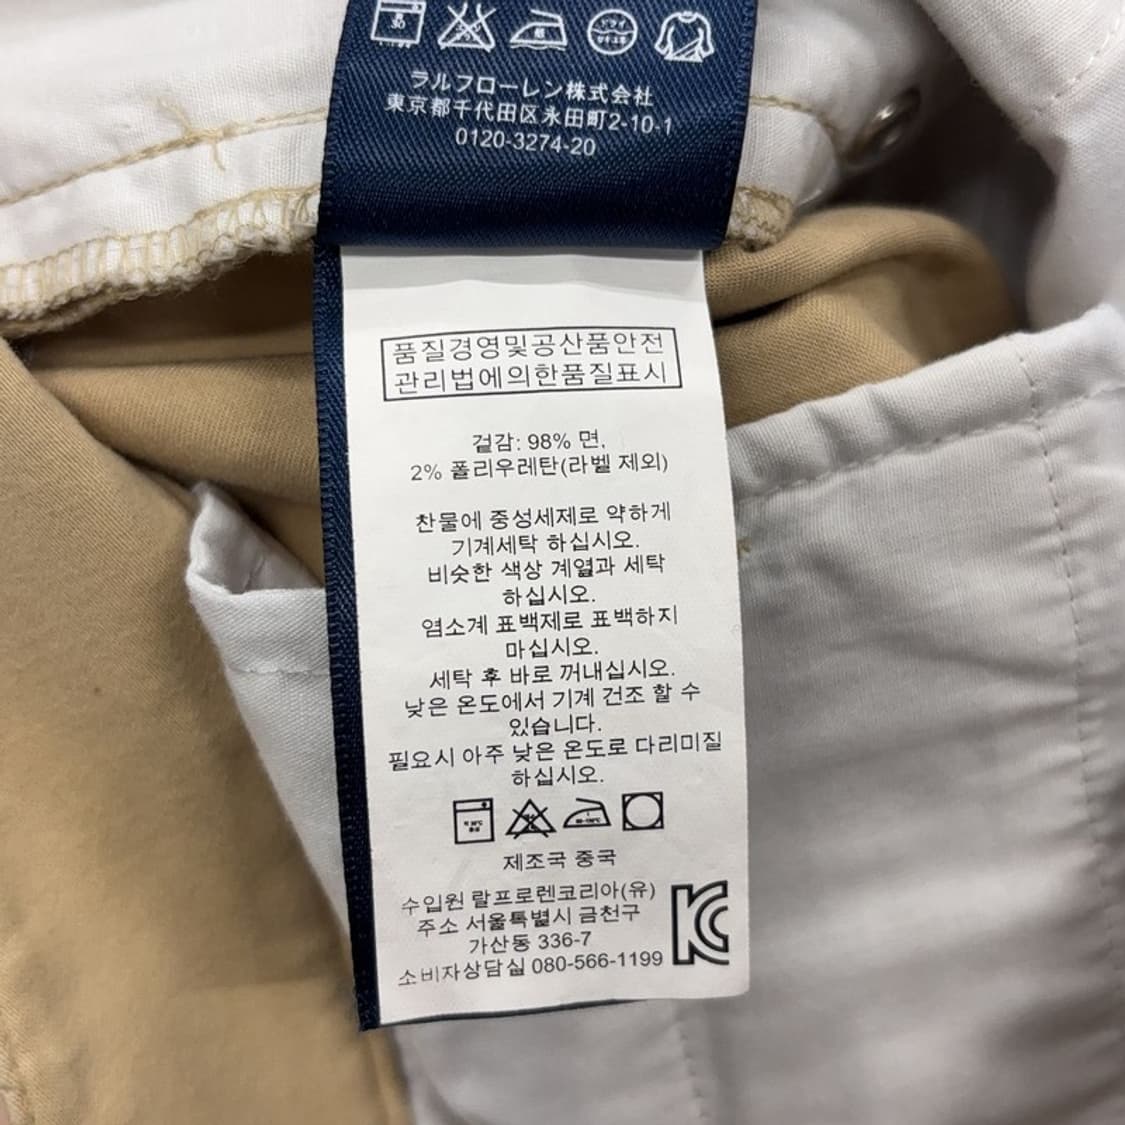 ラルフローレン株式会社
東京都千代田区永田町2-10-1
0120-3274-20
품질경영및공산품안전
관리법에의한품질표시
겉감: 98% 면,
2% 폴리우레탄(라벨 제외)
찬물에 중성세제로 약하게
기계세탁 하십시오.
비슷한 색상 계열과 세탁
하십시오.
염소계 표백제로 표백하지
마십시오.
세탁 후 바로 꺼내십시오.
낮은 온도에서 기계 건조 할 수
있습니다.
필요시 아주 낮은 온도로 다리미질
하십시오.
제조국 중국
수입원 랄프로렌코리아(유)
주소 서울특별시 금천구
가산동 336-7
소비자상담실 080-566-1199